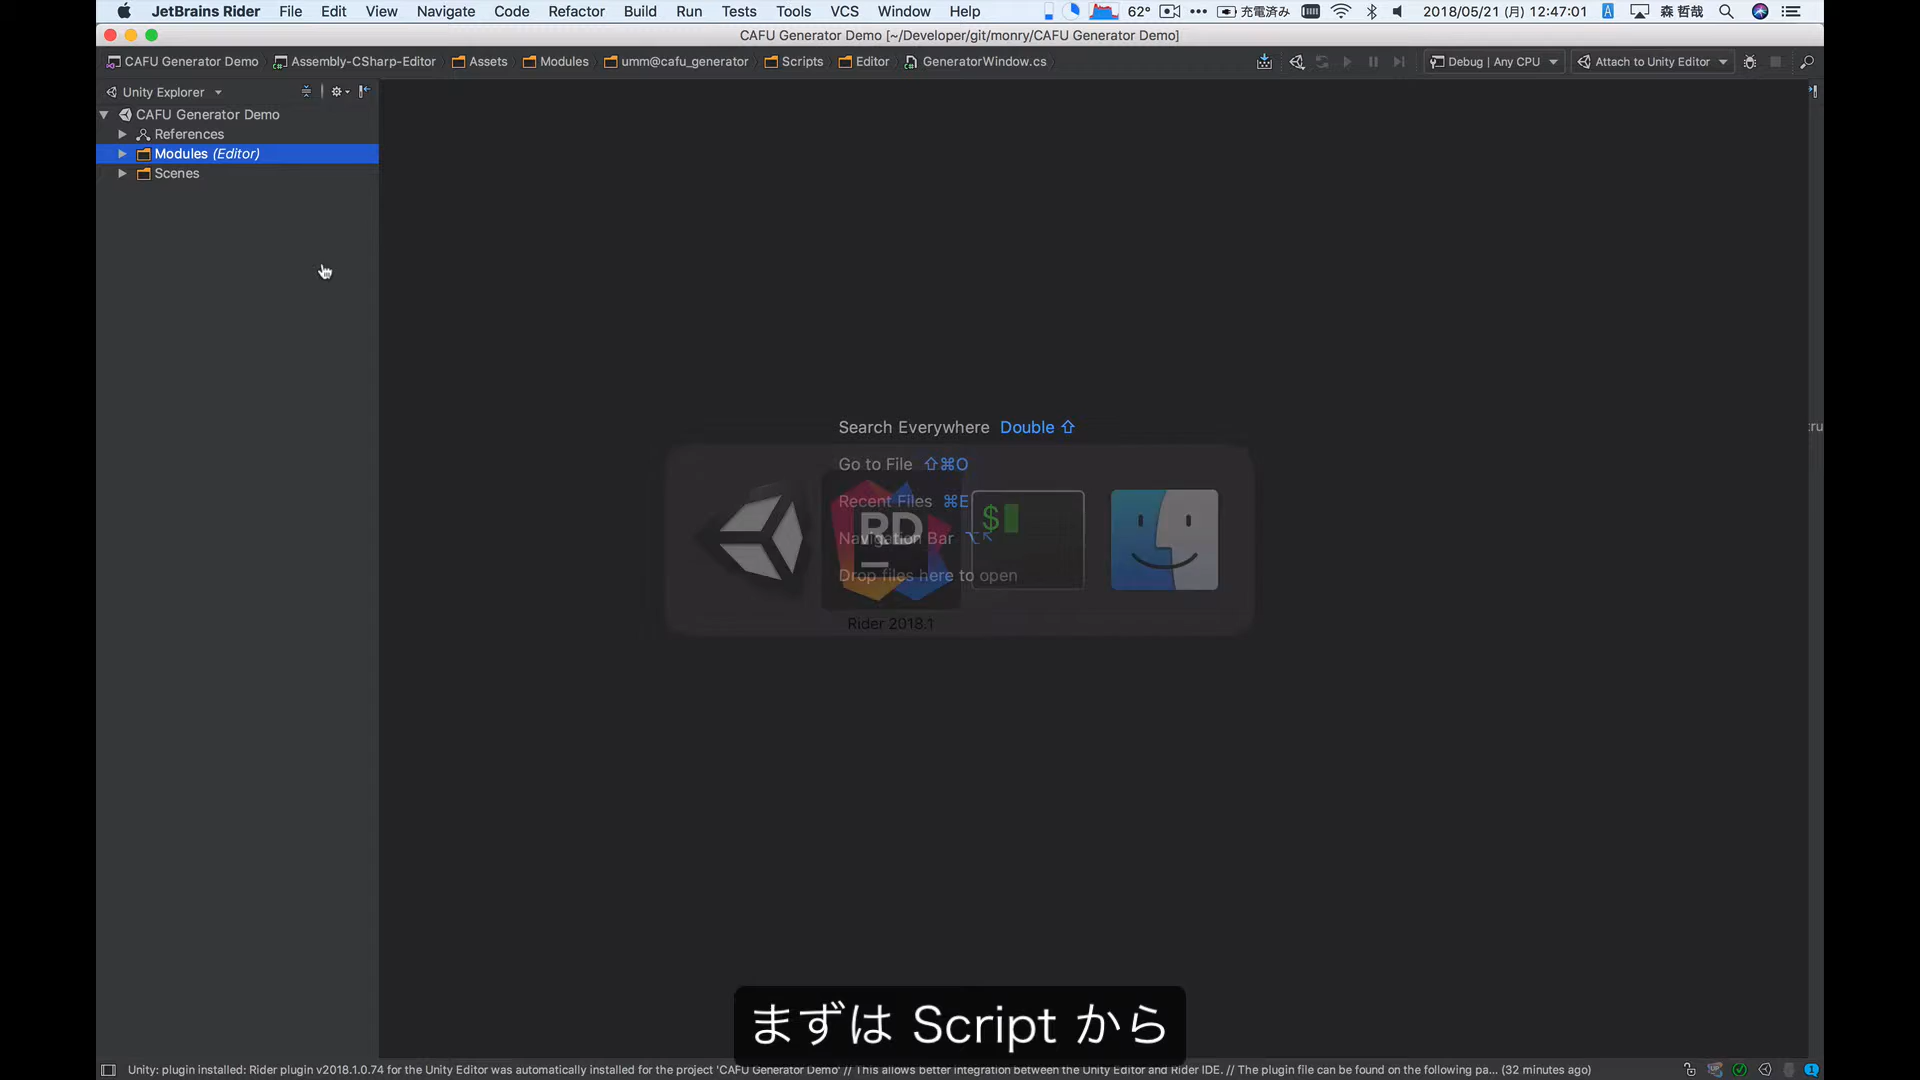 JetBrains Rider File Edit View Navigate Code Refactor Build Run Tests Tools VCS Window Help 62° 充電済み 2018/05/21 (月) 12:47:01 A 森 哲哉
CAFU Generator Demo [~/Developer/git/monry/CAFU Generator Demo]
CAFU Generator Demo Assembly-CSharp-Editor Assets Modules umm@cafu_generator Scripts Editor GeneratorWindow.cs Debug | Any CPU Attach to Unity Editor
Unity Explorer
CAFU Generator Demo
References
Modules (Editor)
Scenes
Search Everywhere Double ⇧
Go to File ⇧⌘O
Recent Files ⌘E
Navigation Bar ⌥↖
Drop files here to open
RD
$
Rider 2018.1
まずは Script から
Unity: plugin installed: Rider plugin v2018.1.0.74 for the Unity Editor was automatically installed for the project 'CAFU Generator Demo' // This allows better integration between the Unity Editor and Rider IDE. // The plugin file can be found on the following pa... (32 minutes ago)